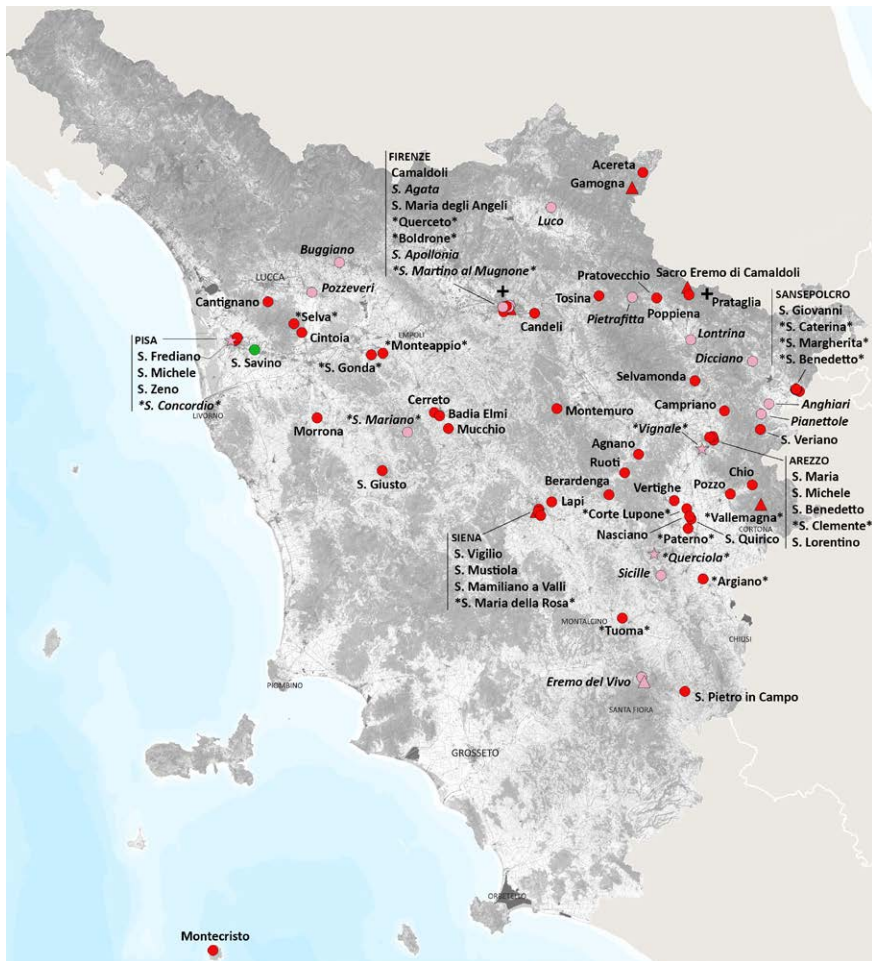 FIRENZE
Camaldoli
S. Agata
S. Maria degli Angeli
*Querceto*
*Boldrone*
S. Apollonia
*S. Martino al Mugnone*
Acereta
Gamogna
Luco
Buggiano
LUCCA
Pozzeveri
Cantignano
*Selva*
Cintoia
PISA
S. Frediano
S. Michele
S. Zeno
*S. Concordio*
S. Savino
LIVORNO
EMPOLI
*Monteappio*
*S. Gonda*
Candeli
Tosina
Pratovecchio
Pietrafitta
Poppiena
Sacro Eremo di Camaldoli
Prataglia
SANSEPOLCRO
S. Giovanni
*S. Caterina*
*S. Margherita*
*S. Benedetto*
Lontrina
Dicciano
Selvamonda
Anghiari
Pianettole
S. Veriano
Campriano
*Vignale*
Cerreto
Badia Elmi
Mucchio
*S. Mariano*
Morrona
S. Giusto
Montemuro
Agnano
Ruoti
Berardenga
Lapi
Vertighe
*Corte Lupone*
Nasciano
Pozzo
Chio
*Vallemagna*
CORTONA
S. Quirico
*Paterno*
*Querciola*
AREZZO
S. Maria
S. Michele
S. Benedetto
*S. Clemente*
S. Lorentino
SIENA
S. Vigilio
S. Mustiola
S. Mamiliano a Valli
*S. Maria della Rosa*
Sicille
*Argiano*
MONTALCINO
*Tuoma*
CHIUSI
Eremo del Vivo
SANTA FIORA
S. Pietro in Campo
PIOMBINO
GROSSETO
ORBETELLO
Montecristo